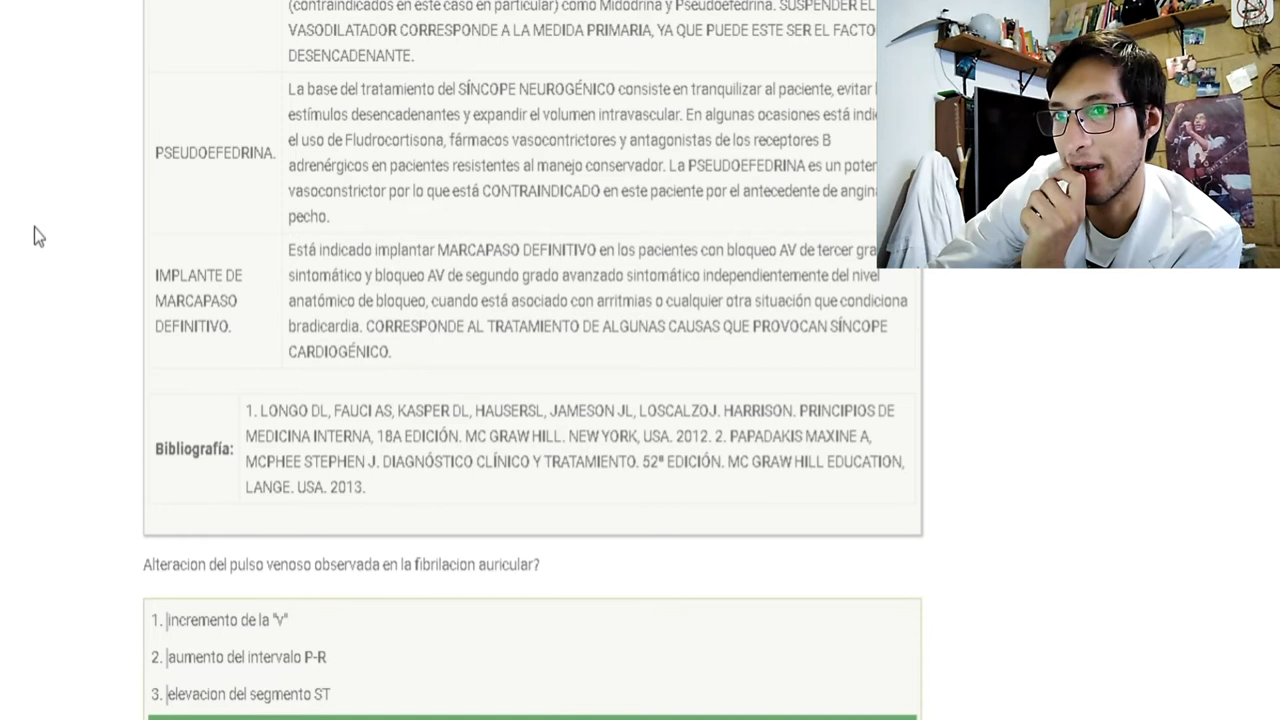 (contraindicados en este caso en particular) como Midodrina y Pseudoefedrina. SUSPENDER EL
VASODILATADOR CORRESPONDE A LA MEDIDA PRIMARIA, YA QUE PUEDE ESTE SER EL FACTO
DESENCADENANTE.
PSEUDOEFEDRINA.
La base del tratamiento del SÍNCOPE NEUROGÉNICO consiste en tranquilizar al paciente, evitar
estímulos desencadenantes y expandir el volumen intravascular. En algunas ocasiones está indi
el uso de Fludrocortisona, fármacos vasocontrictores y antagonistas de los receptores B
adrenérgicos en pacientes resistentes al manejo conservador. La PSEUDOEFEDRINA es un poten
vasoconstrictor por lo que está CONTRAINDICADO en este paciente por el antecedente de angina
pecho.
IMPLANTE DE
MARCAPASO
DEFINITIVO.
Está indicado implantar MARCAPASO DEFINITIVO en los pacientes con bloqueo AV de tercer gra
sintomático y bloqueo AV de segundo grado avanzado sintomático independientemente del nivel
anatómico de bloqueo, cuando está asociado con arritmias o cualquier otra situación que condiciona
bradicardia. CORRESPONDE AL TRATAMIENTO DE ALGUNAS CAUSAS QUE PROVOCAN SÍNCOPE
CARDIOGÉNICO.
Bibliografía:
1. LONGO DL, FAUCI AS, KASPER DL, HAUSERSL, JAMESON JL, LOSCALZOJ. HARRISON. PRINCIPIOS DE
MEDICINA INTERNA, 18A EDICIÓN. MC GRAW HILL. NEW YORK, USA. 2012. 2. PAPADAKIS MAXINE A,
MCPHEE STEPHEN J. DIAGNÓSTICO CLÍNICO Y TRATAMIENTO. 52ª EDICIÓN. MC GRAW HILL EDUCATION,
LANGE. USA. 2013.
Alteracion del pulso venoso observada en la fibrilacion auricular?
1. incremento de la "v"
2. aumento del intervalo P-R
3. elevacion del segmento ST